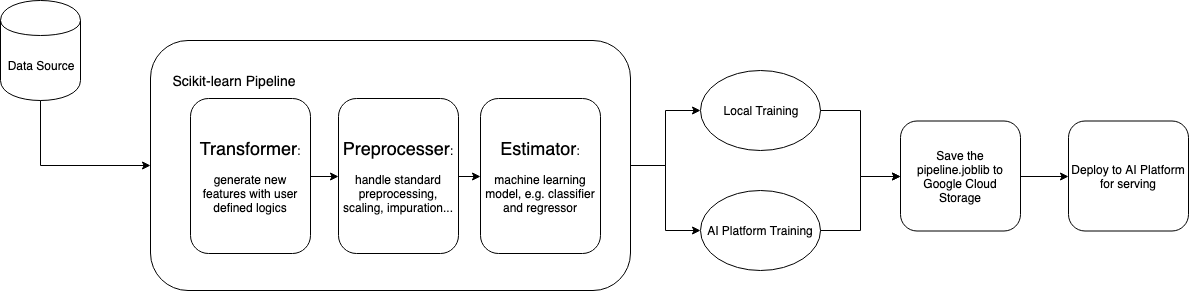 Data Source
Scikit-learn Pipeline
Transformer:
generate new
features with user
defined logics
Preprocesser:
handle standard
preprocessing,
scaling, impuration...
Estimator:
machine learning
model, e.g. classifier
and regressor
Local Training
AI Platform Training
Save the
pipeline.joblib to
Google Cloud
Storage
Deploy to AI Platform
for serving